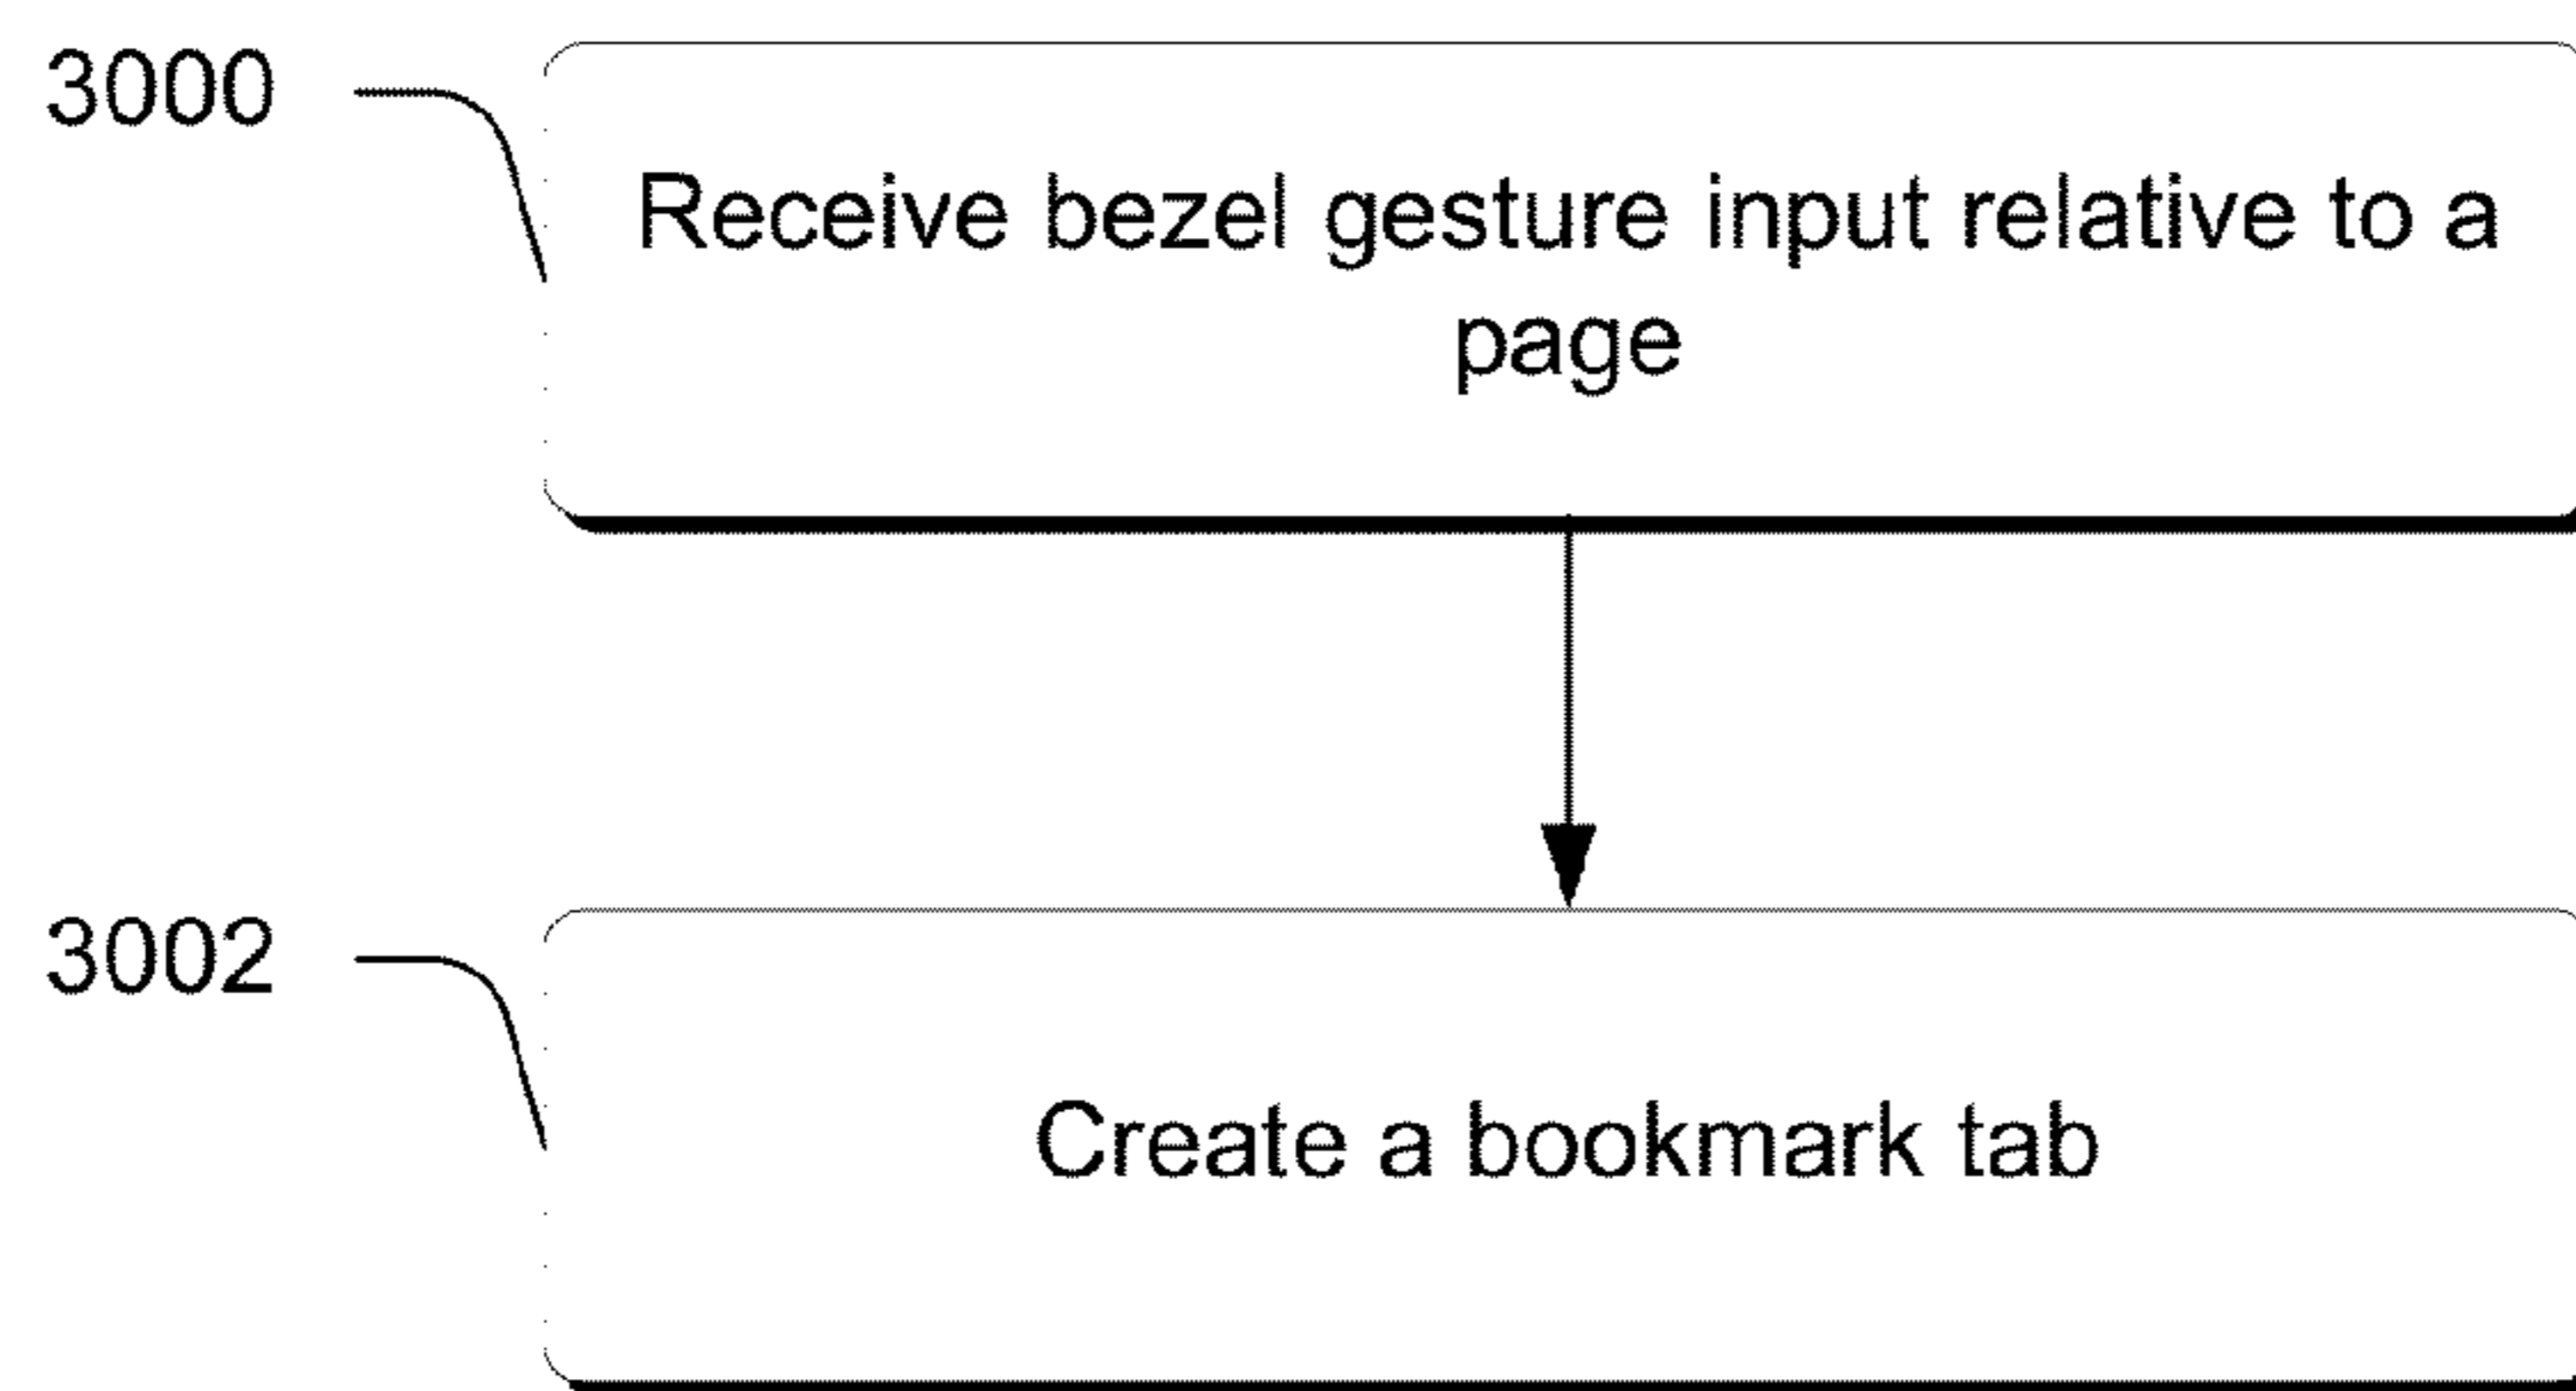 3000
Receive bezel gesture input relative to a
page
3002
Create a bookmark tab